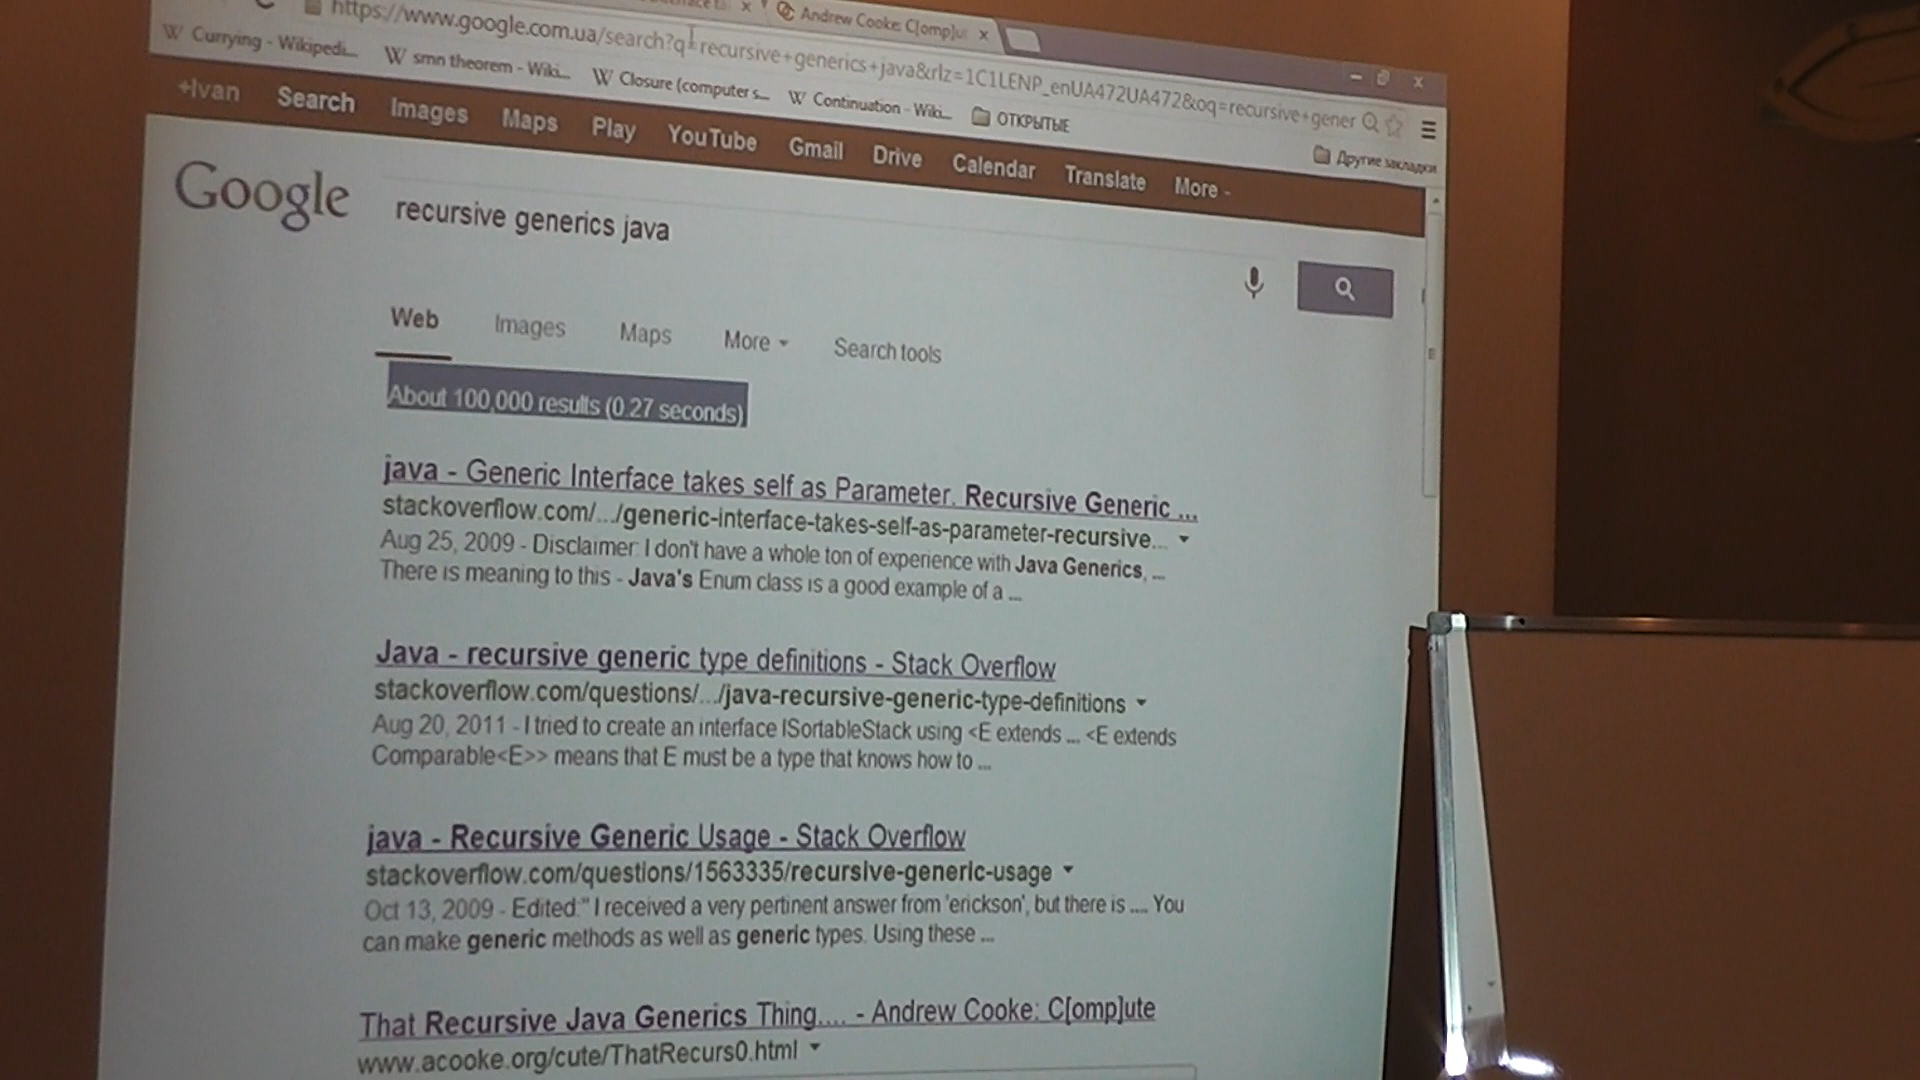 Andrew Cooke: C[omp]u
https://www.google.com.ua/search?q=recursive+generics+java&rlz=1C1LENP_enUA472UA472&oq=recursive+gener
Currying - Wikipedi... smn theorem - Wiki... Closure (computer s... Continuation - Wiki... ОТКРЫТЫЕ
Другие закладки
+Ivan Search Images Maps Play YouTube Gmail Drive Calendar Translate More
Google
recursive generics java
Web Images Maps More Search tools
About 100,000 results (0.27 seconds)
java - Generic Interface takes self as Parameter. Recursive Generic ...
stackoverflow.com/.../generic-interface-takes-self-as-parameter-recursive...
Aug 25, 2009 - Disclaimer: I don't have a whole ton of experience with Java Generics, ...
There is meaning to this - Java's Enum class is a good example of a ...
Java - recursive generic type definitions - Stack Overflow
stackoverflow.com/questions/.../java-recursive-generic-type-definitions
Aug 20, 2011 - I tried to create an interface ISortableStack using <E extends ... <E extends
Comparable<E>> means that E must be a type that knows how to ...
java - Recursive Generic Usage - Stack Overflow
stackoverflow.com/questions/1563335/recursive-generic-usage
Oct 13, 2009 - Edited:" I received a very pertinent answer from 'erickson', but there is .... You
can make generic methods as well as generic types. Using these ...
That Recursive Java Generics Thing.... - Andrew Cooke: C[omp]ute
www.acooke.org/cute/ThatRecurs0.html